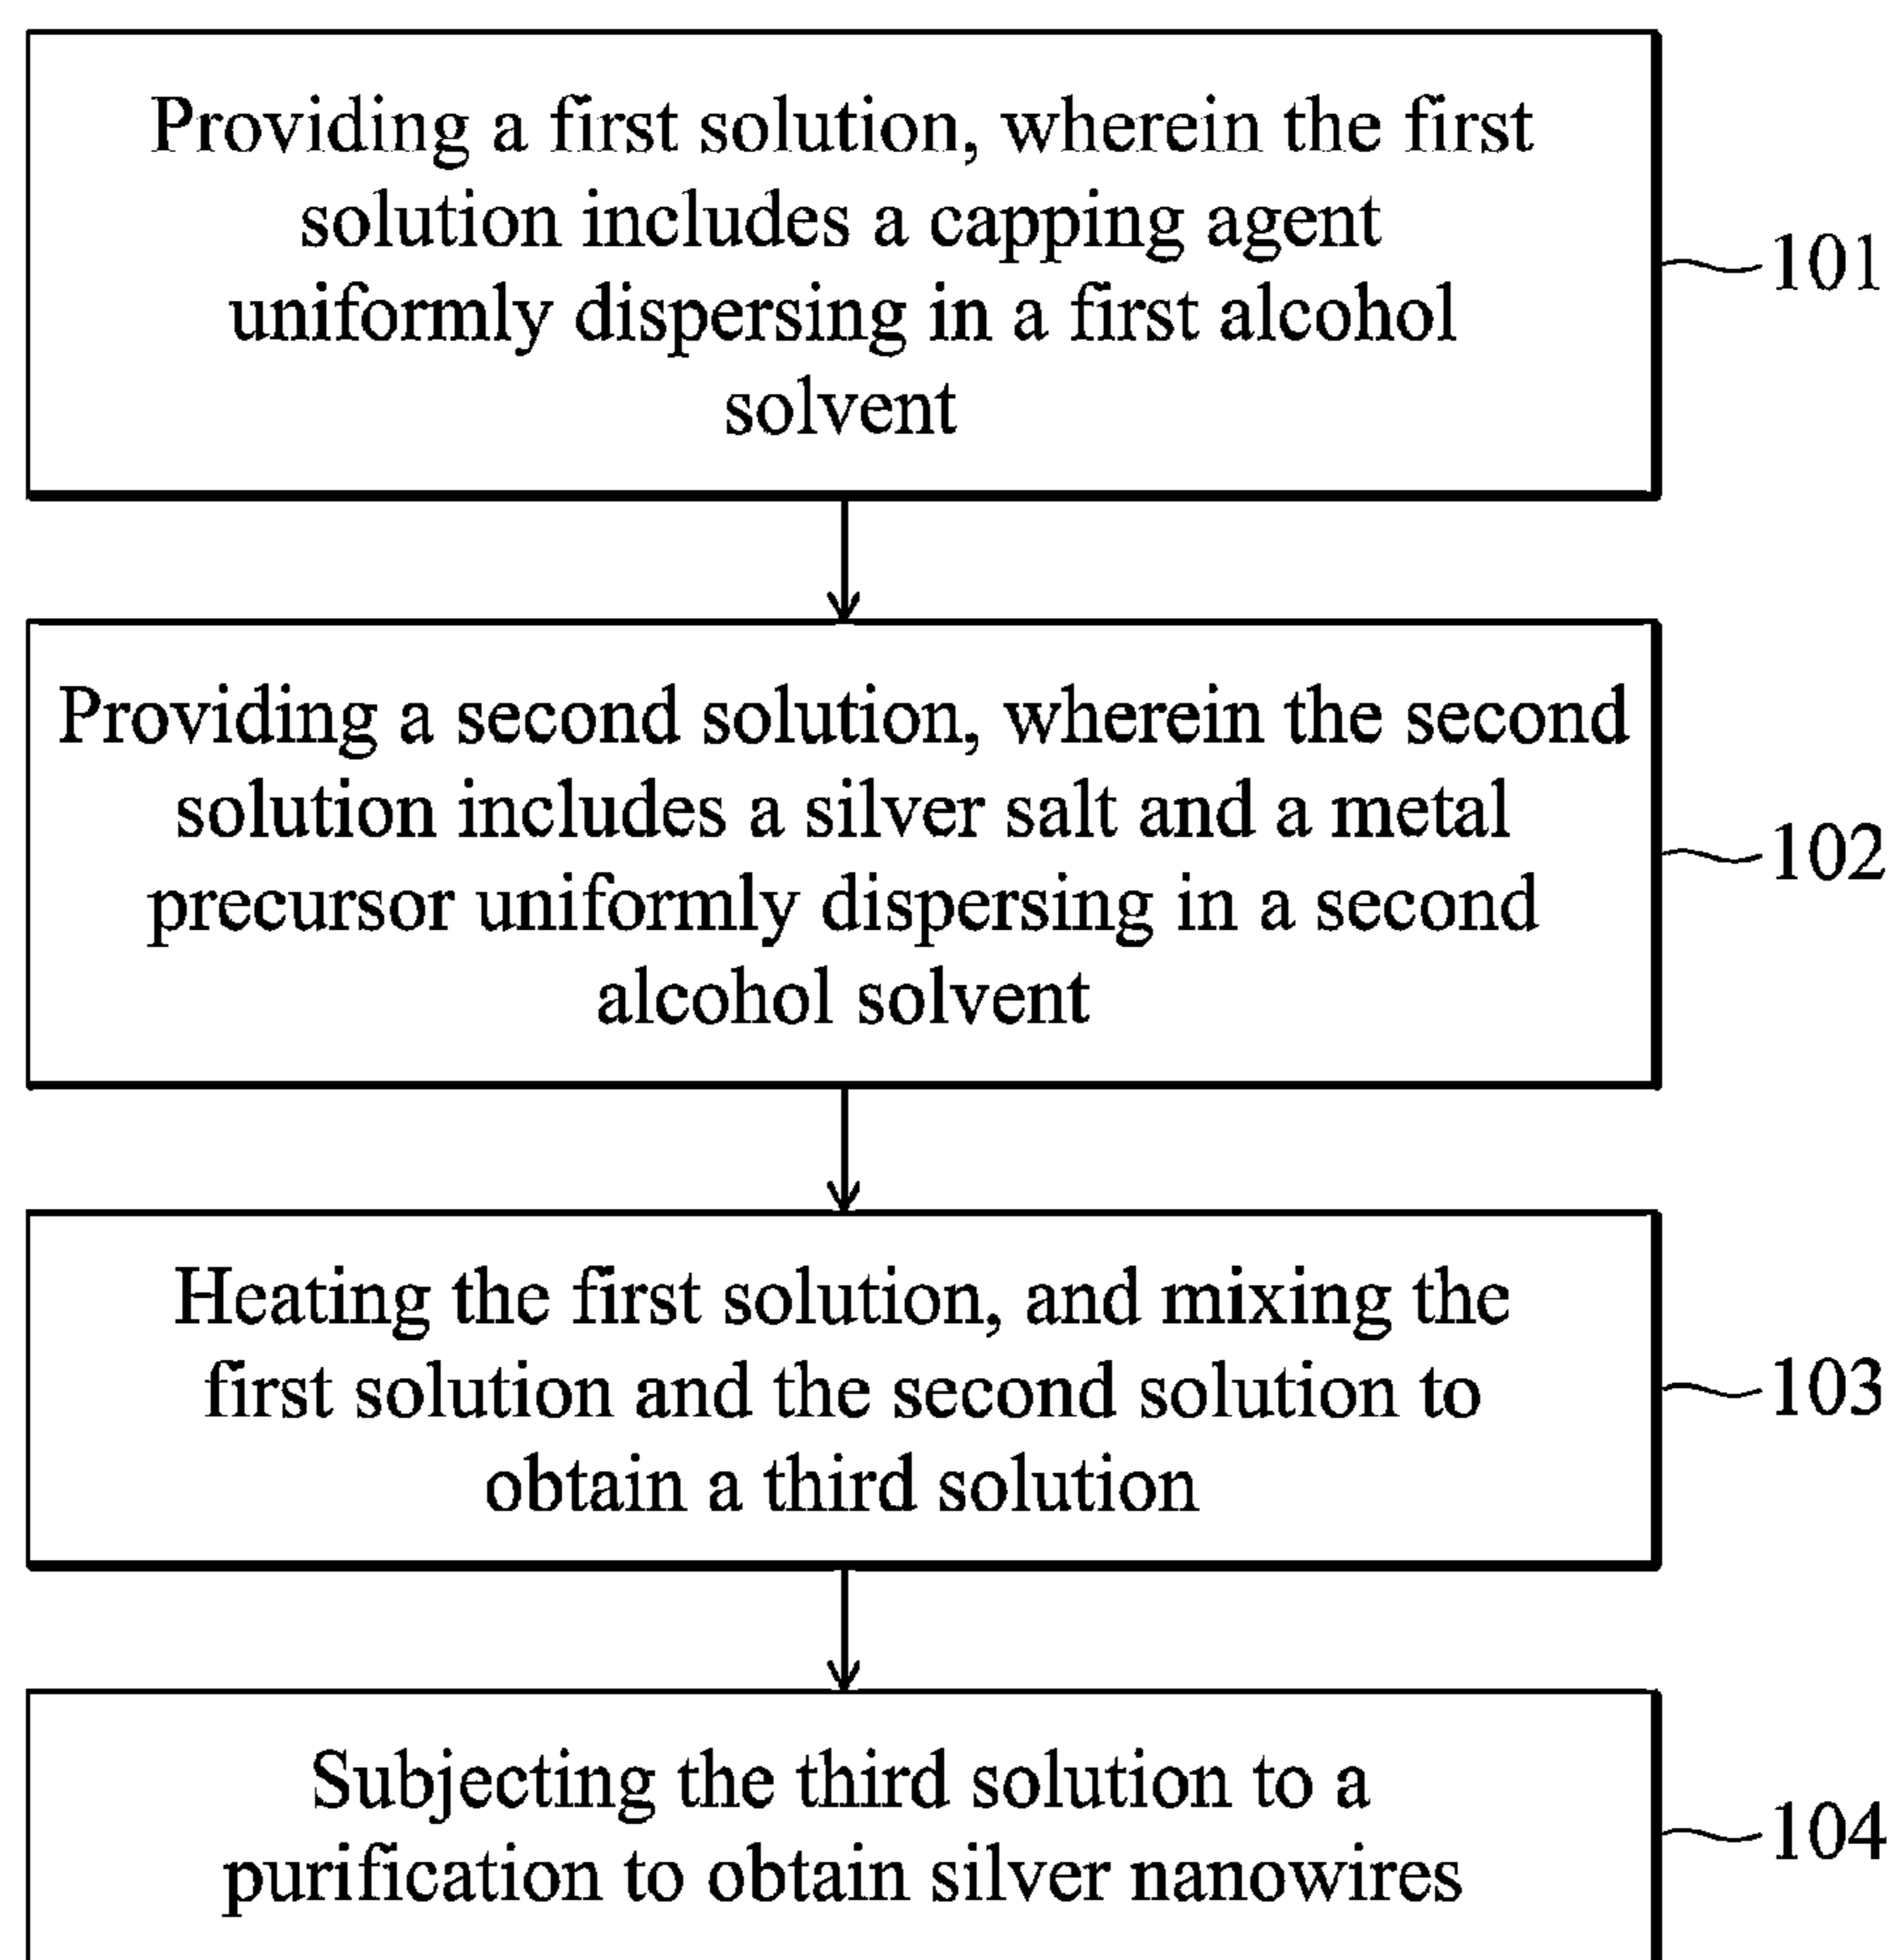 Providing a first solution, wherein the first
solution includes a capping agent
uniformly dispersing in a first alcohol
solvent
101
Providing a second solution, wherein the second
solution includes a silver salt and a metal
precursor uniformly dispersing in a second
alcohol solvent
102
Heating the first solution, and mixing the
first solution and the second solution to
obtain a third solution
103
Subjecting the third solution to a
purification to obtain silver nanowires
104